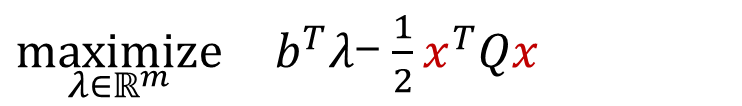 maximize b^T λ − 1/2 x^T Q x
λ∈ℝ^m